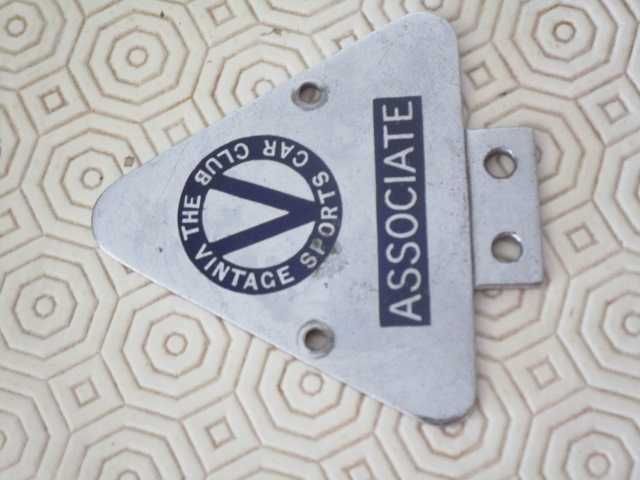 THE VINTAGE SPORTS CAR CLUB
V
ASSOCIATE